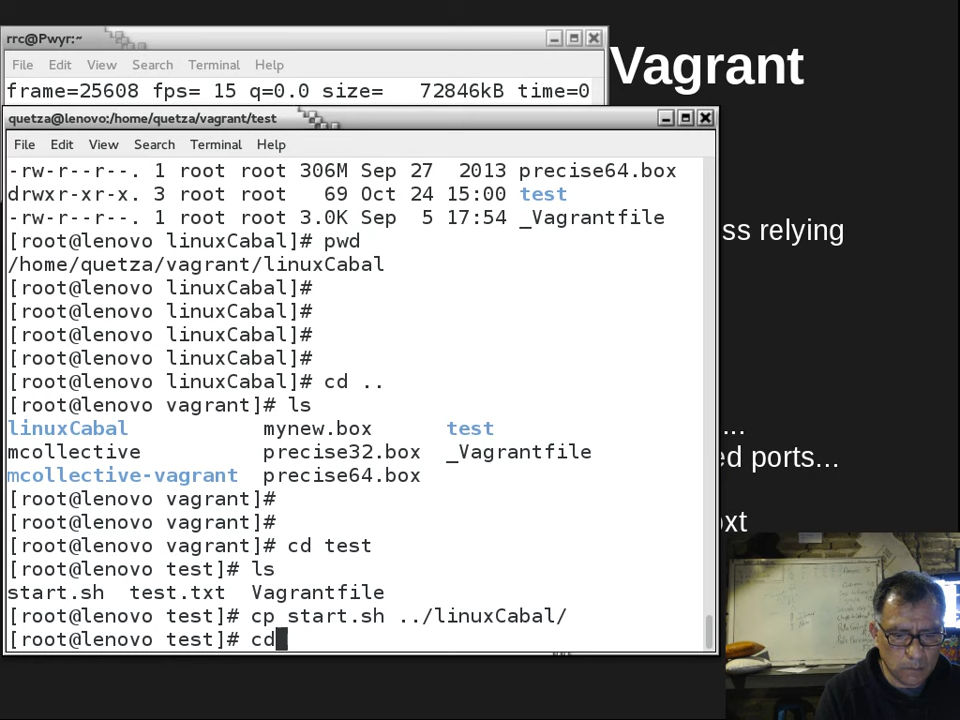 rrc@Pwyr:~
File Edit View Search Terminal Help
frame=25608 fps= 15 q=0.0 size=   72846kB time=0
Vagrant
quetza@lenovo:/home/quetza/vagrant/test
File Edit View Search Terminal Help
-rw-r--r--. 1 root root 306M Sep 27  2013 precise64.box
drwxr-xr-x. 3 root root   69 Oct 24 15:00 test
-rw-r--r--. 1 root root 3.0K Sep  5 17:54 _Vagrantfile
ss relying
[root@lenovo linuxCabal]# pwd
/home/quetza/vagrant/linuxCabal
[root@lenovo linuxCabal]#
[root@lenovo linuxCabal]#
[root@lenovo linuxCabal]#
[root@lenovo linuxCabal]#
[root@lenovo linuxCabal]# cd ..
[root@lenovo vagrant]# ls
linuxCabal           mynew.box      test
...
mcollective          precise32.box  _Vagrantfile
ed ports...
mcollective-vagrant  precise64.box
[root@lenovo vagrant]#
[root@lenovo vagrant]#
[root@lenovo vagrant]# cd test
[root@lenovo test]# ls
start.sh  test.txt  Vagrantfile
[root@lenovo test]# cp start.sh ../linuxCabal/
[root@lenovo test]# cd